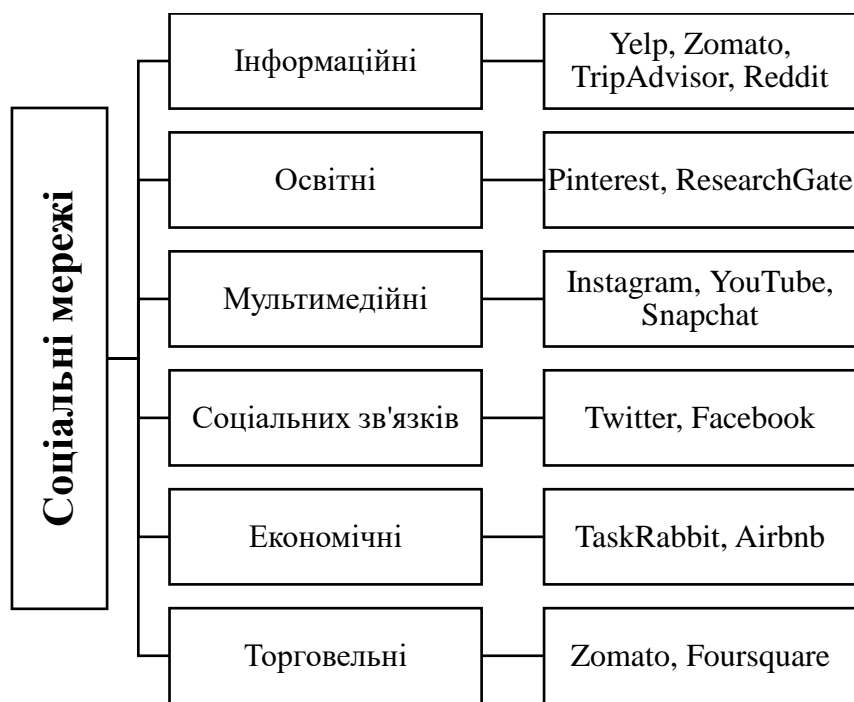 Соціальні мережі
Інформаційні
Yelp, Zomato,
TripAdvisor, Reddit
Освітні
Pinterest, ResearchGate
Мультимедійні
Instagram, YouTube,
Snapchat
Соціальних зв'язків
Twitter, Facebook
Економічні
TaskRabbit, Airbnb
Торговельні
Zomato, Foursquare